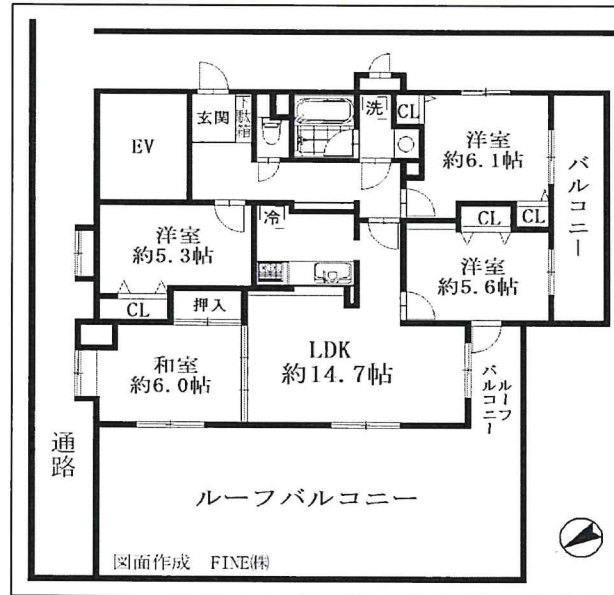 EV
玄関
下駄箱
洗
CL
洋室
約6.1帖
CL
バルコニー
冷
洋室
約5.3帖
CL
押入
CL
洋室
約5.6帖
和室
約6.0帖
LDK
約14.7帖
ルーフ
バルコニー
通路
ルーフバルコニー
図面作成 FINE㈱